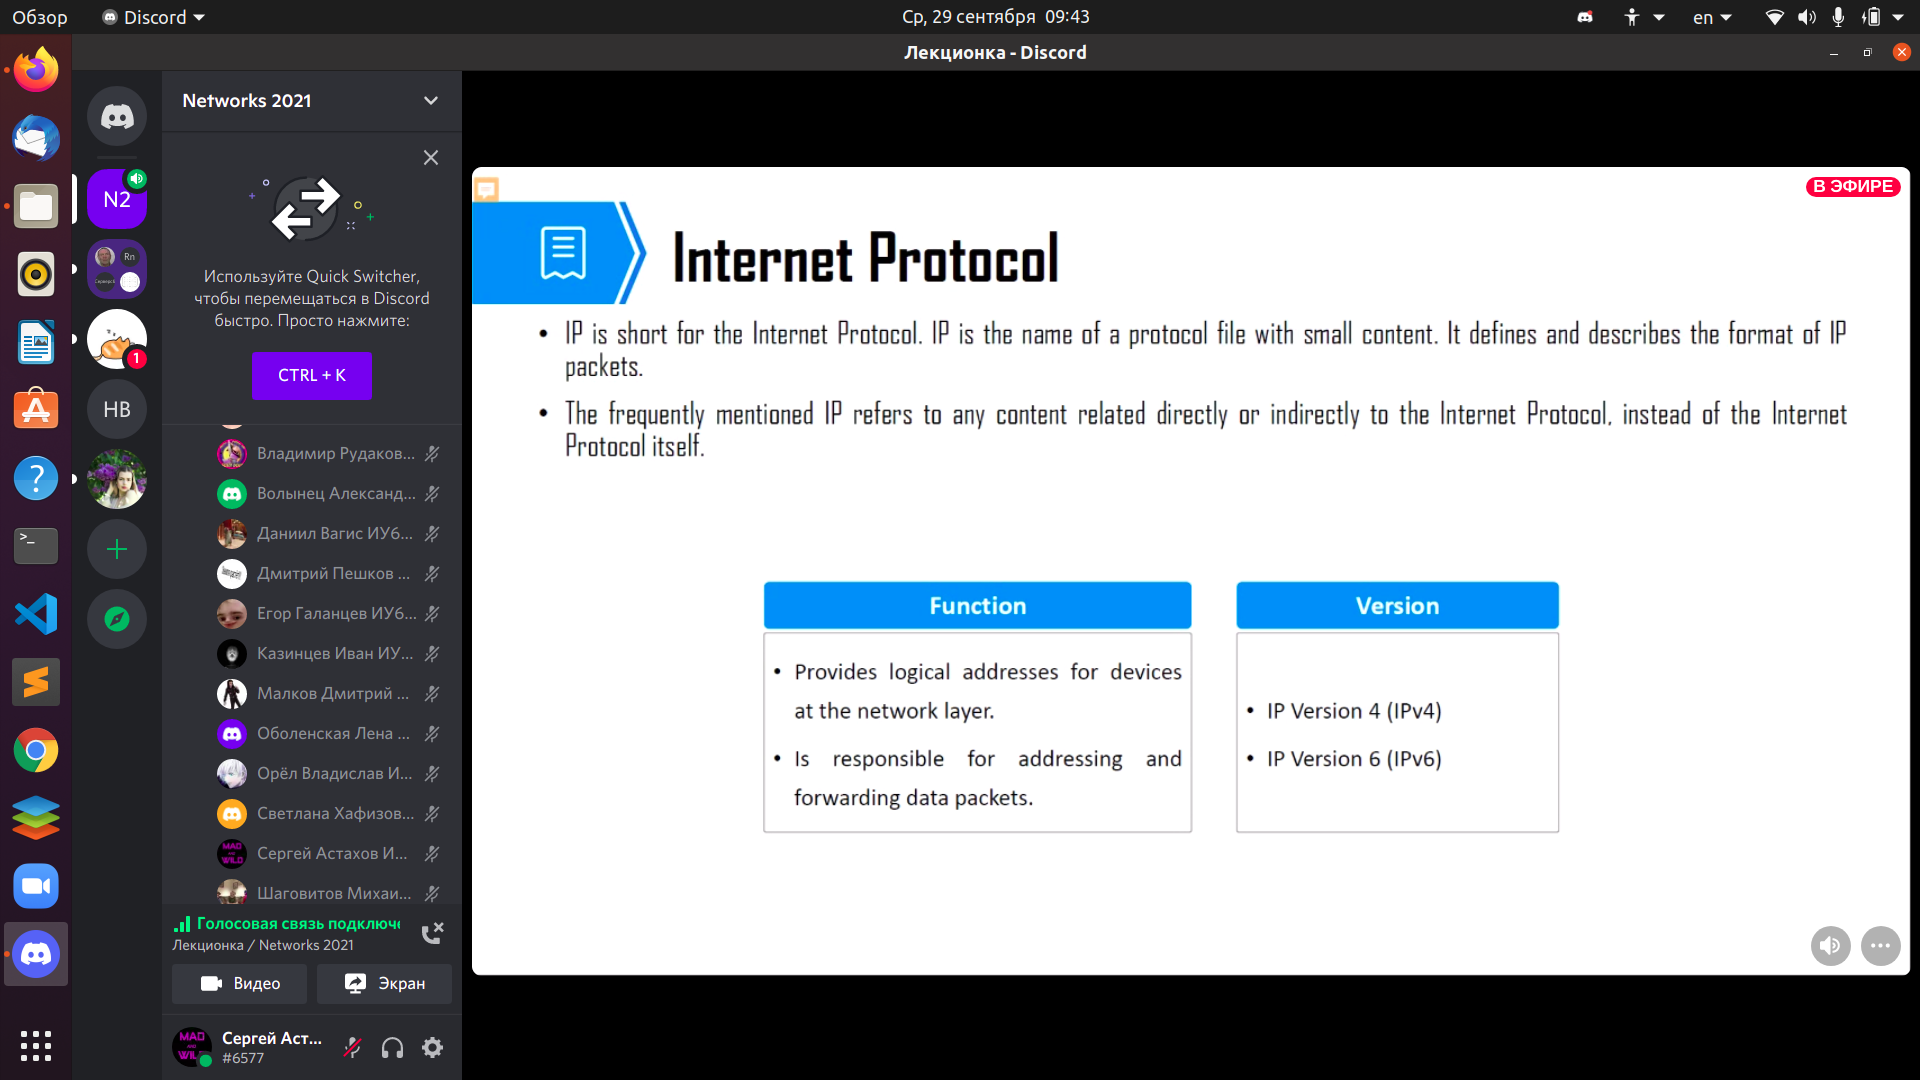 Обзор
Discord
Ср, 29 сентября 09:43
en
Лекционка - Discord
Networks 2021
N2
Rn
1
НВ
Используйте Quick Switcher,
чтобы перемещаться в Discord
быстро. Просто нажмите:
CTRL + K
Владимир Рудаков...
Волынец Александ...
Даниил Вагис ИУ6...
Дмитрий Пешков ...
Егор Галанцев ИУ6...
Казинцев Иван ИУ...
Малков Дмитрий ...
Оболенская Лена ...
Орёл Владислав И...
Светлана Хафизов...
Сергей Астахов И...
Шаговитов Михаи...
Голосовая связь подключе
Лекционка / Networks 2021
Видео
Экран
MAD
WILD
Сергей Аст...
#6577
В ЭФИРЕ
Internet Protocol
• IP is short for the Internet Protocol. IP is the name of a protocol file with small content. It defines and describes the format of IP
packets.
• The frequently mentioned IP refers to any content related directly or indirectly to the Internet Protocol, instead of the Internet
Protocol itself.
Function
• Provides logical addresses for devices
at the network layer.
• Is responsible for addressing and
forwarding data packets.
Version
• IP Version 4 (IPv4)
• IP Version 6 (IPv6)